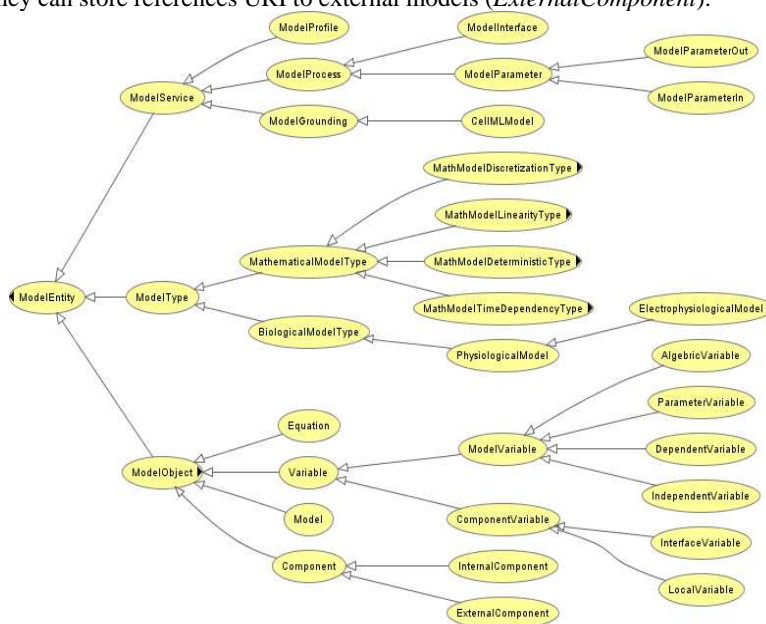 ney can store references URI to external models (ExternalComponent).
ModelProfile
ModelInterface
ModelParameterOut
ModelProcess
ModelParameter
ModelService
ModelParameterIn
ModelGrounding
CellMLModel
MathModelDiscretizationType
MathModelLinearityType
MathematicalModelType
MathModelDeterministicType
ModelEntity
ModelType
MathModelTimeDependencyType
ElectrophysiologicalModel
BiologicalModelType
PhysiologicalModel
AlgebricVariable
ParameterVariable
Equation
ModelVariable
DependentVariable
ModelObject
Variable
IndependentVariable
Model
ComponentVariable
InterfaceVariable
Component
InternalComponent
LocalVariable
ExternalComponent